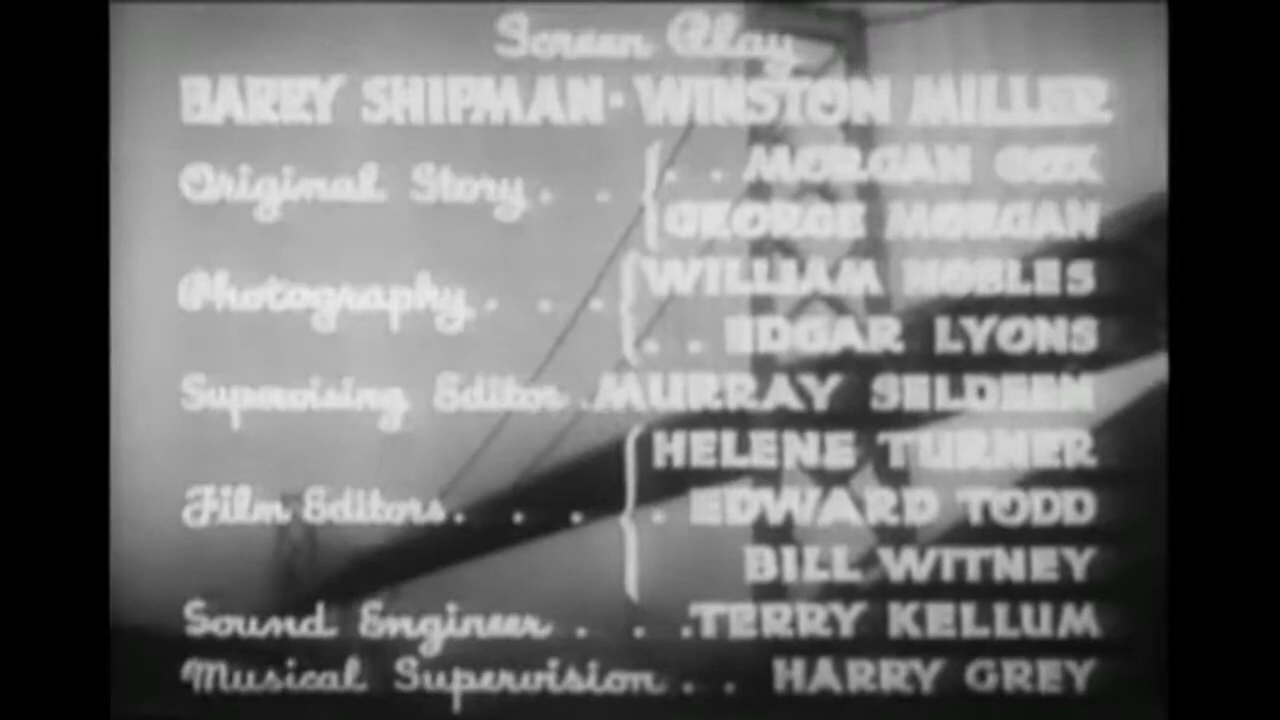 Screen Play
BARRY SHIPMAN · WINSTON MILLER
Original Story . . { . . MORGAN COX
GEORGE MORGAN
Photography . . . { WILLIAM NOBLES
. . EDGAR LYONS
Supervising Editor . MURRAY SELDEEN
HELENE TURNER
Film Editors . . . { . EDWARD TODD
BILL WITNEY
Sound Engineer . . . TERRY KELLUM
Musical Supervision . . HARRY GREY